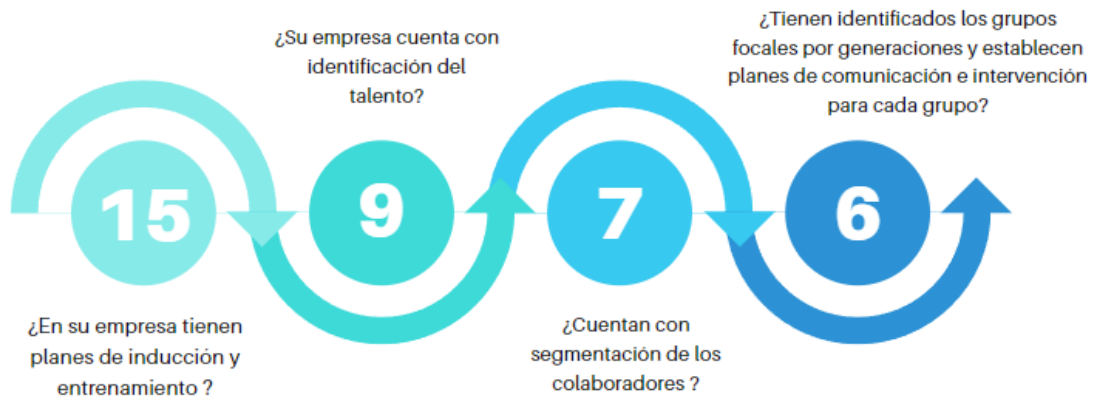 ¿Su empresa cuenta con
identificación del
talento?
¿Tienen identificados los grupos
focales por generaciones y establecen
planes de comunicación e intervención
para cada grupo?
15
9
7
6
¿En su empresa tienen
planes de inducción y
entrenamiento ?
¿Cuentan con
segmentación de los
colaboradores ?